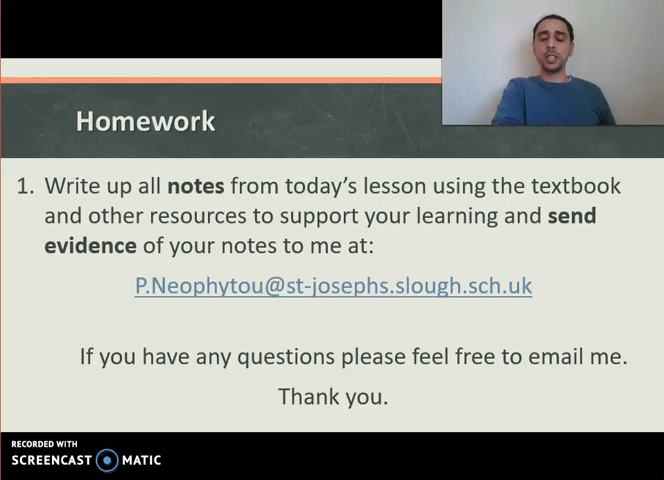 Homework
1. Write up all notes from today's lesson using the textbook
and other resources to support your learning and send
evidence of your notes to me at:
P.Neophytou@st-josephs.slough.sch.uk
If you have any questions please feel free to email me.
Thank you.
RECORDED WITH
SCREENCAST MATIC